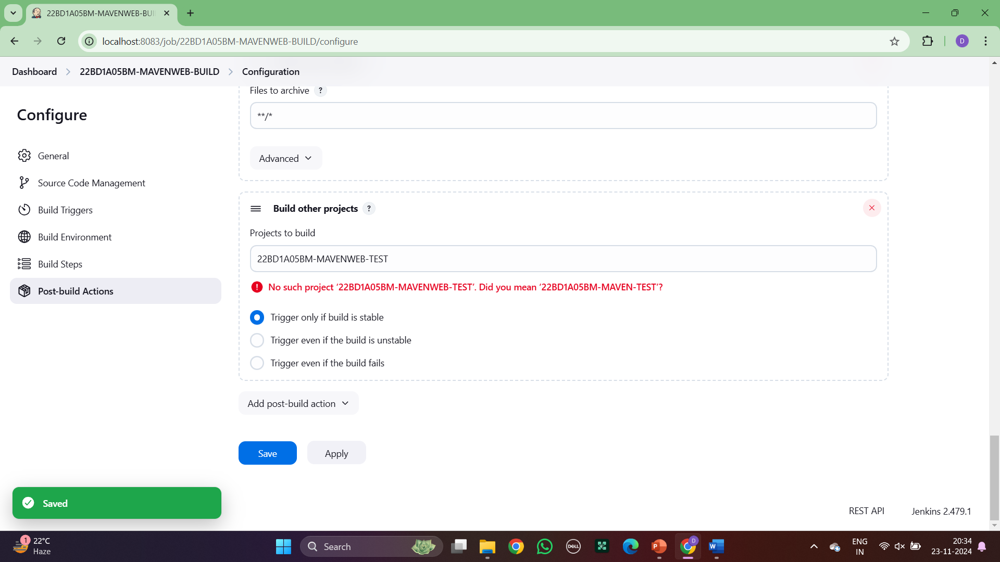 22BD1A05BM-MAVENWEB-BUI
localhost:8083/job/22BD1A05BM-MAVENWEB-BUILD/configure
D
Dashboard
22BD1A05BM-MAVENWEB-BUILD
Configuration
Files to archive ?
**/*
Advanced
Configure
General
Source Code Management
Build Triggers
Build Environment
Build Steps
Post-build Actions
Build other projects ?
Projects to build
22BD1A05BM-MAVENWEB-TEST
No such project ‘22BD1A05BM-MAVENWEB-TEST’. Did you mean ‘22BD1A05BM-MAVEN-TEST’?
Trigger only if build is stable
Trigger even if the build is unstable
Trigger even if the build fails
Add post-build action
Save
Apply
Saved
REST API
Jenkins 2.479.1
1
22°C
Haze
Search
DELL
P
D
W
ENG
IN
20:34
23-11-2024